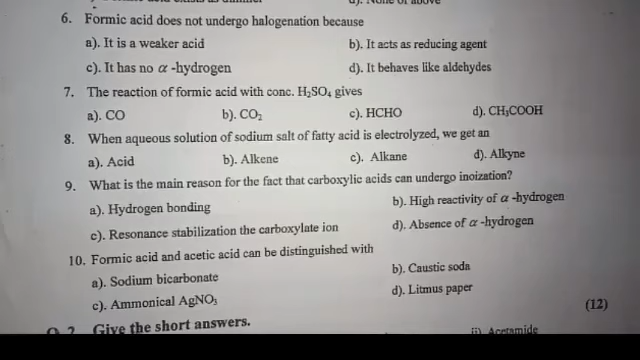 d). None of above
6. Formic acid does not undergo halogenation because
a). It is a weaker acid b). It acts as reducing agent
c). It has no α -hydrogen d). It behaves like aldehydes
7. The reaction of formic acid with conc. H₂SO₄ gives
a). CO b). CO₂ c). HCHO d). CH₃COOH
8. When aqueous solution of sodium salt of fatty acid is electrolyzed, we get an
a). Acid b). Alkene c). Alkane d). Alkyne
9. What is the main reason for the fact that carboxylic acids can undergo inoization?
a). Hydrogen bonding b). High reactivity of α -hydrogen
c). Resonance stabilization the carboxylate ion d). Absence of α -hydrogen
10. Formic acid and acetic acid can be distinguished with
a). Sodium bicarbonate b). Caustic soda
c). Ammonical AgNO₃ d). Litmus paper
(12)
Q 2 Give the short answers.
ii) Acetamide